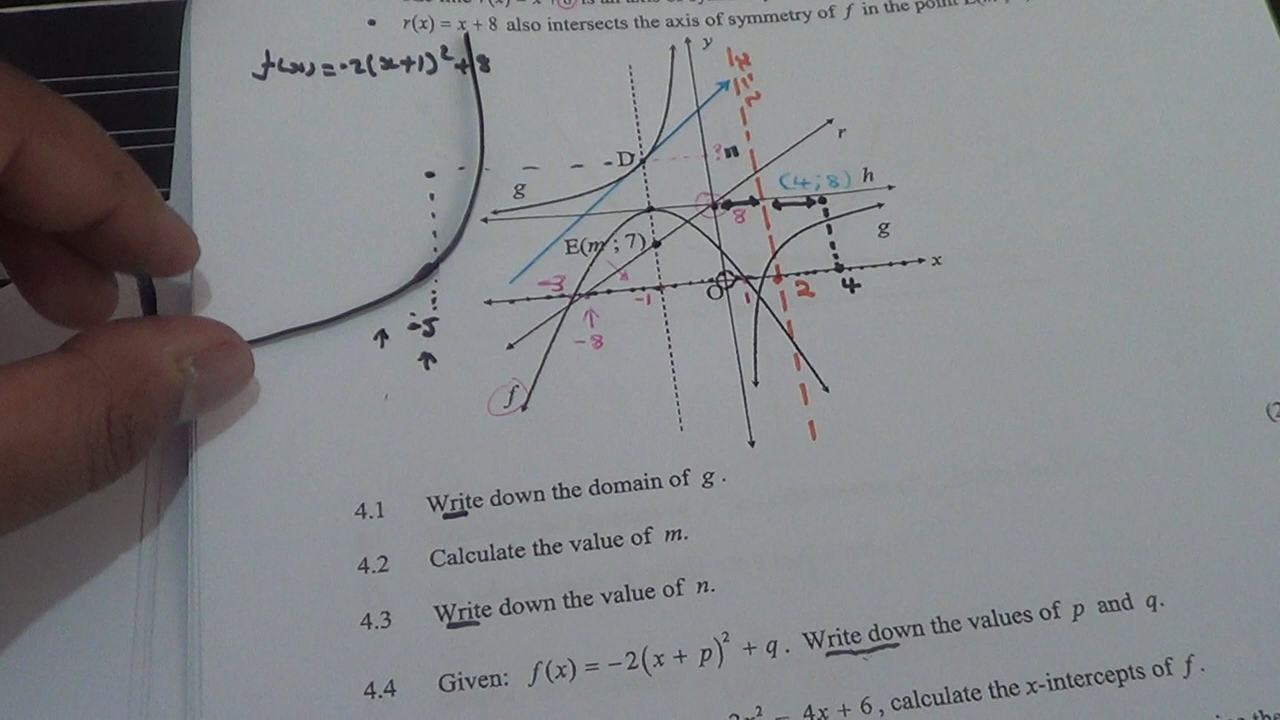 r(x) = x + 8 also intersects the axis of symmetry of f in the point
f(x) = -2(x+1)² + 8
y
D
n
r
g
(4;8)
h
8
g
E(m ; 7)
x
-3
-1
O
1
2
4
-8
-5
f
4.1 Write down the domain of g.
4.2 Calculate the value of m.
4.3 Write down the value of n.
4.4 Given: f(x) = −2(x + p)² + q. Write down the values of p and q.
4x + 6, calculate the x-intercepts of f.